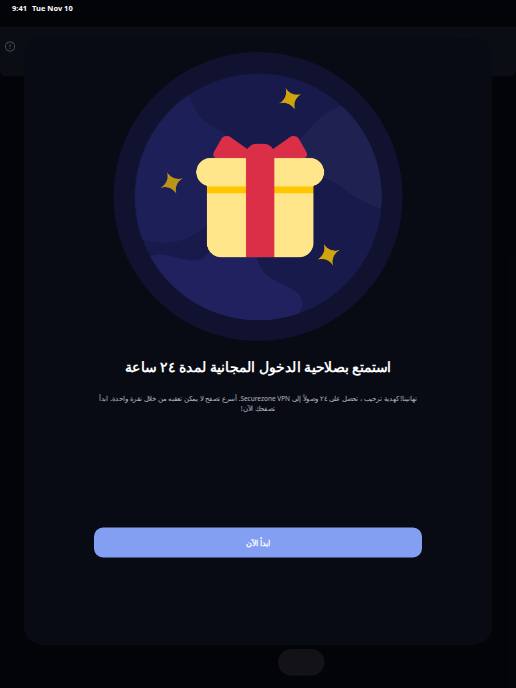 9:41 Tue Nov 10
استمتع بصلاحية الدخول المجانية لمدة ٢٤ ساعة
تهانينا!كهدية ترحيب ، تحصل على ٢٤ وصولاً إلى Securezone VPN. أسرع تصفح لا يمكن تعقبه من خلال نقرة واحدة. ابدأ
تصفحك الآن!
ابدأ الآن